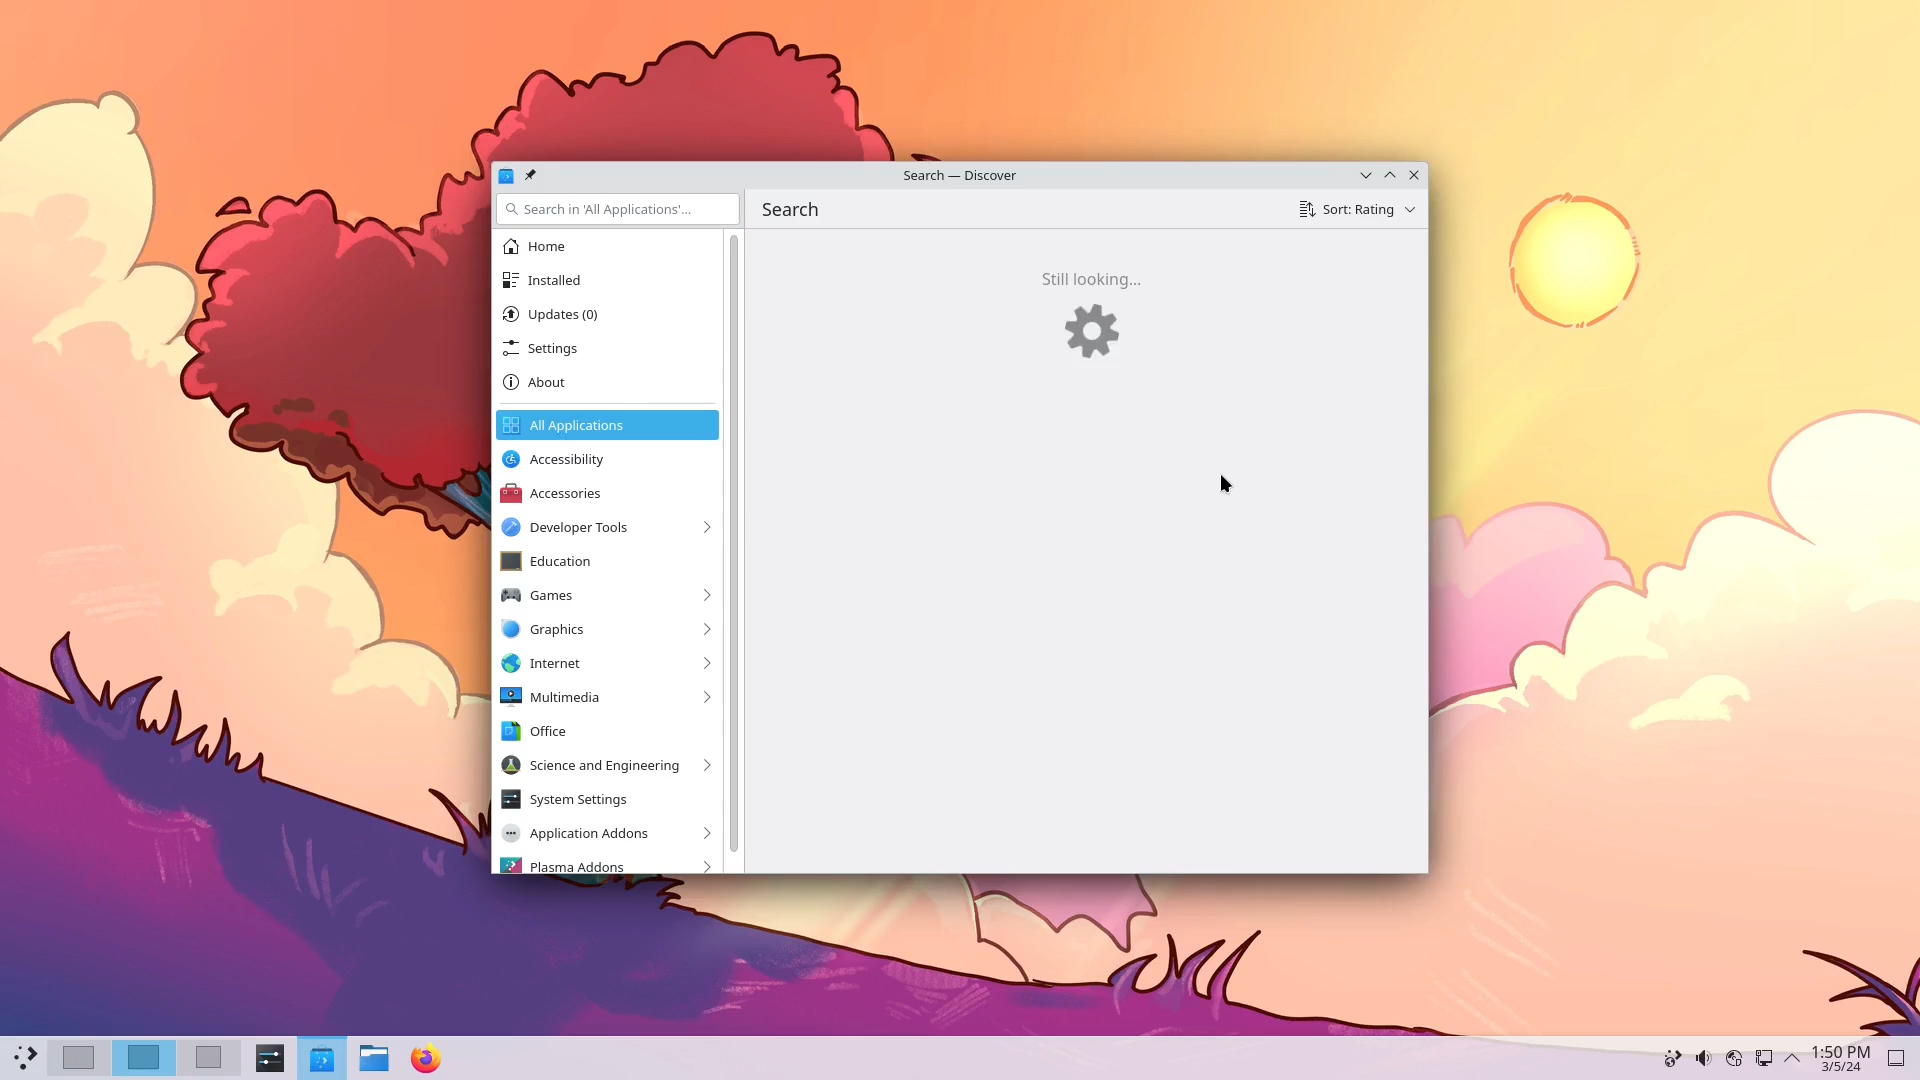 Search — Discover
Search in 'All Applications'...
Search
Sort: Rating
Home
Installed
Updates (0)
Settings
About
All Applications
Accessibility
Accessories
Developer Tools
Education
Games
Graphics
Internet
Multimedia
Office
Science and Engineering
System Settings
Application Addons
Plasma Addons
Still looking...
1:50 PM
3/5/24